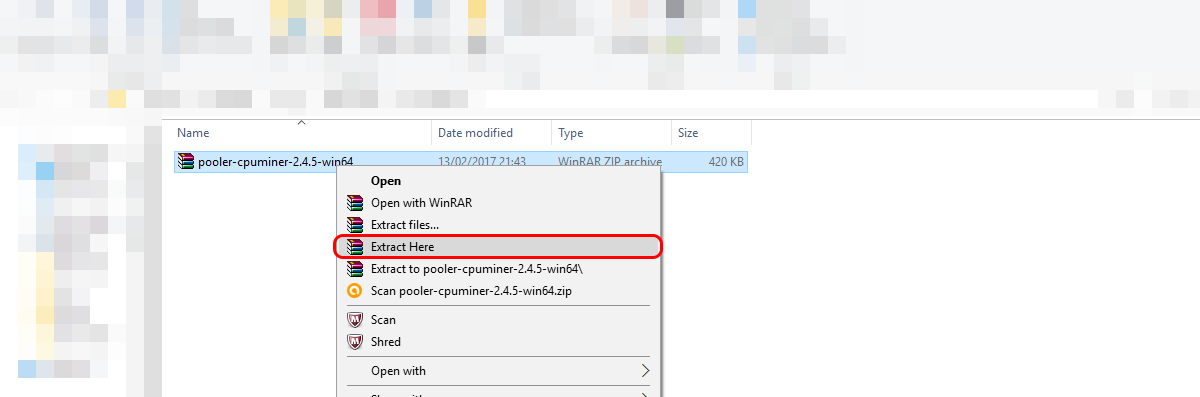 Name Date modified Type Size
pooler-cpuminer-2.4.5-win64 13/02/2017 21:43 WinRAR ZIP archive 420 KB
Open
Open with WinRAR
Extract files...
Extract Here
Extract to pooler-cpuminer-2.4.5-win64\
Scan pooler-cpuminer-2.4.5-win64.zip
Scan
Shred
Open with